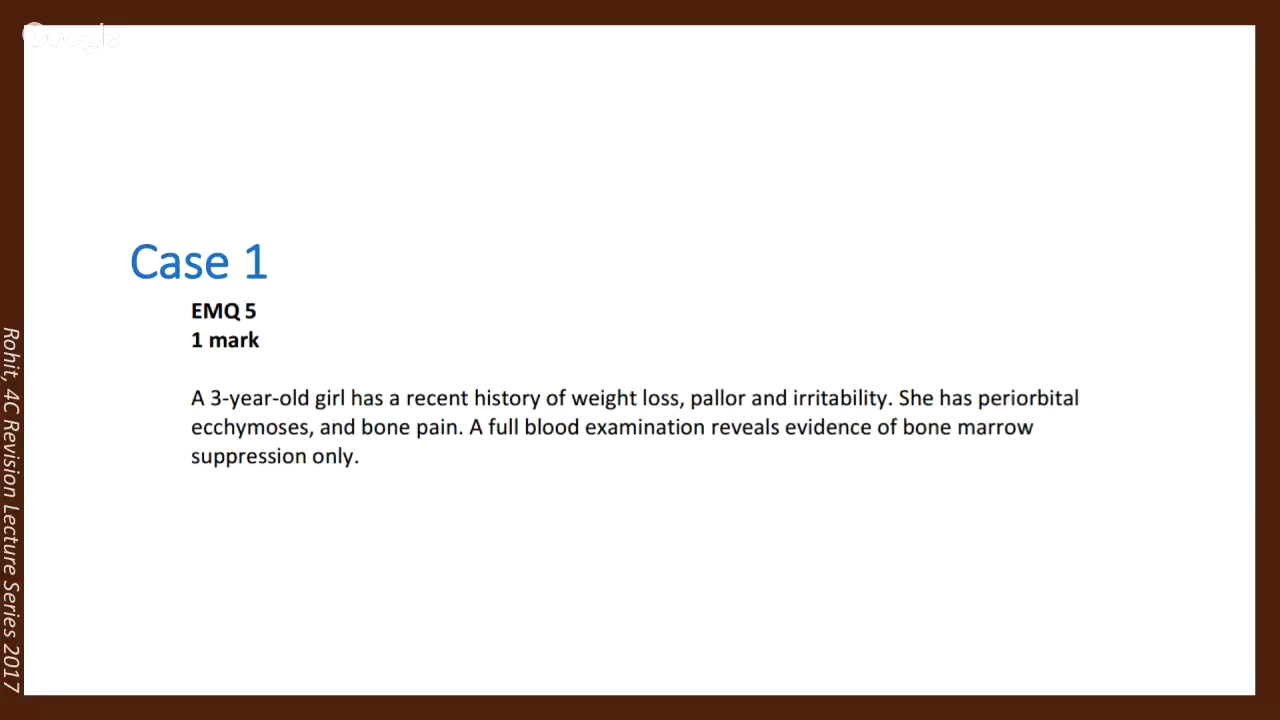 Google
Case 1
EMQ 5
1 mark
A 3-year-old girl has a recent history of weight loss, pallor and irritability. She has periorbital
ecchymoses, and bone pain. A full blood examination reveals evidence of bone marrow
suppression only.
Rohit, 4C Revision Lecture Series 2017